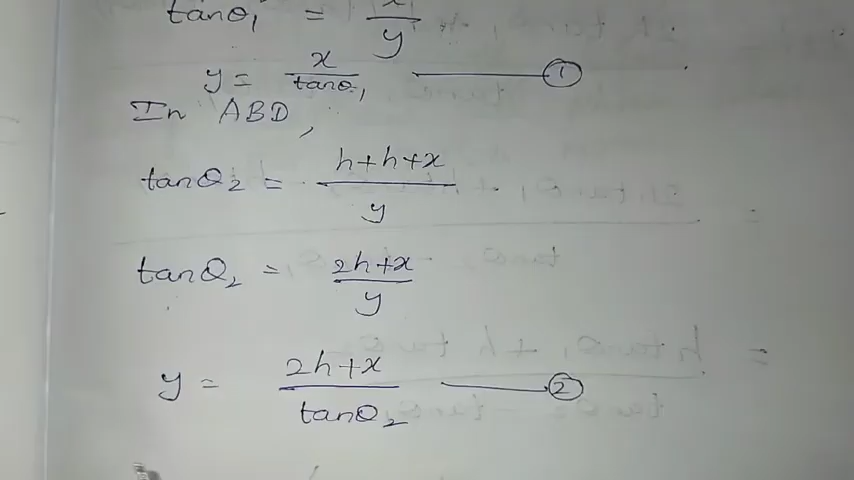 tanθ1 = x/y
y = x/tanθ1 ——— ①
In ABD,
tanθ2 = h+h+x/y
tanθ2 = 2h+x/y
y = 2h+x/tanθ2 ——— ②